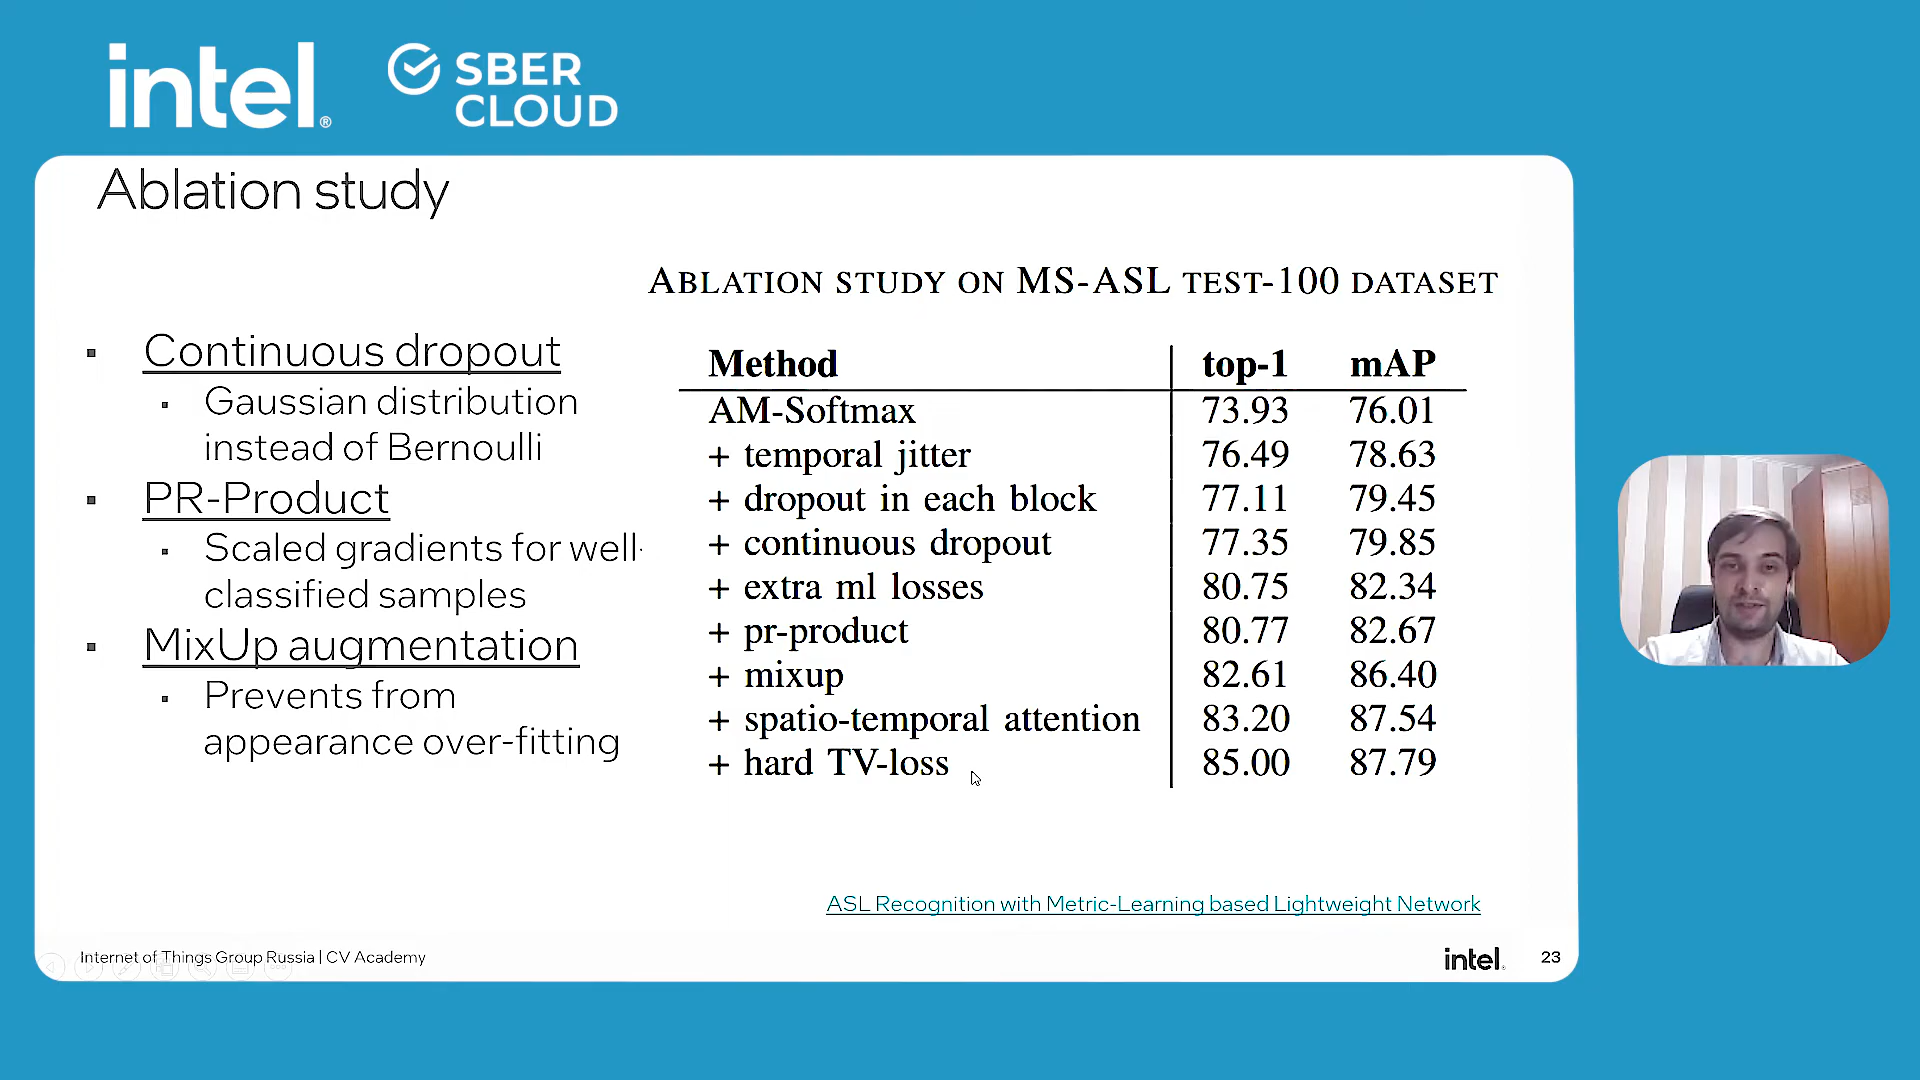 intel®
SBER
CLOUD
Ablation study
▪ Continuous dropout
▪ Gaussian distribution
instead of Bernoulli
▪ PR-Product
▪ Scaled gradients for well-
classified samples
▪ MixUp augmentation
▪ Prevents from
appearance over-fitting
ABLATION STUDY ON MS-ASL TEST-100 DATASET
Method top-1 mAP
AM-Softmax 73.93 76.01
+ temporal jitter 76.49 78.63
+ dropout in each block 77.11 79.45
+ continuous dropout 77.35 79.85
+ extra ml losses 80.75 82.34
+ pr-product 80.77 82.67
+ mixup 82.61 86.40
+ spatio-temporal attention 83.20 87.54
+ hard TV-loss 85.00 87.79
ASL Recognition with Metric-Learning based Lightweight Network
Internet of Things Group Russia | CV Academy
intel.
23